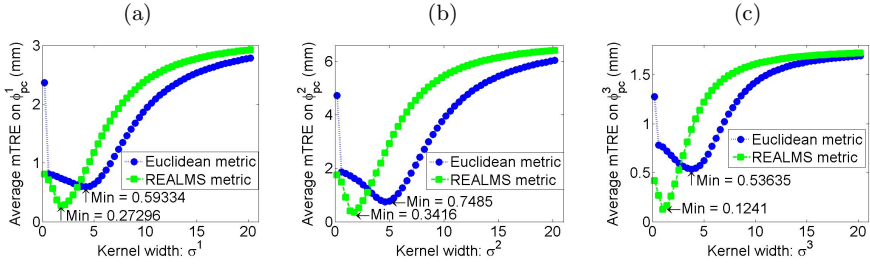 (a)
3
2
1
0
0 5 10 15 20
Average mTRE on ϕ¹pc (mm)
Kernel width: σ¹
Euclidean metric
REALMS metric
Min = 0.59334
Min = 0.27296
(b)
6
4
2
0
0 5 10 15 20
Average mTRE on ϕ²pc (mm)
Kernel width: σ²
Euclidean metric
REALMS metric
Min = 0.7485
Min = 0.3416
(c)
1.5
1
0.5
0
0 5 10 15 20
Average mTRE on ϕ³pc (mm)
Kernel width: σ³
Euclidean metric
REALMS metric
Min = 0.53635
Min = 0.1241